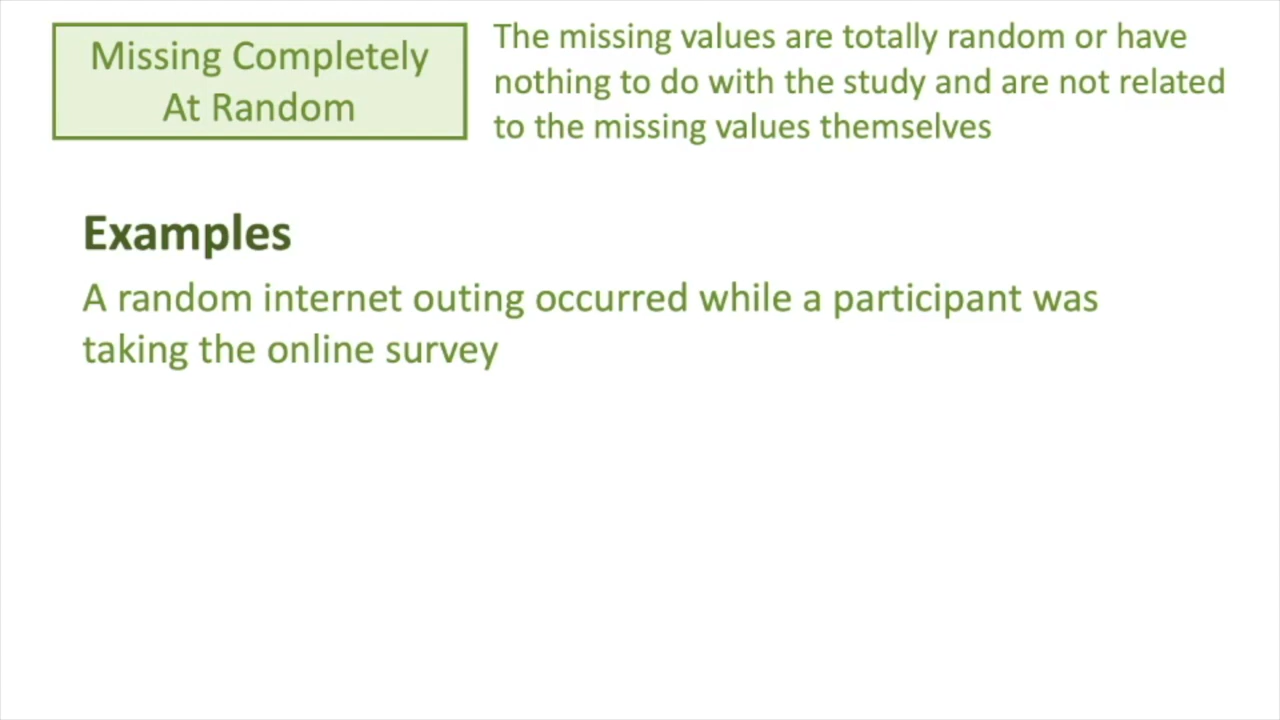 Missing Completely
At Random
The missing values are totally random or have
nothing to do with the study and are not related
to the missing values themselves
Examples
A random internet outing occurred while a participant was
taking the online survey